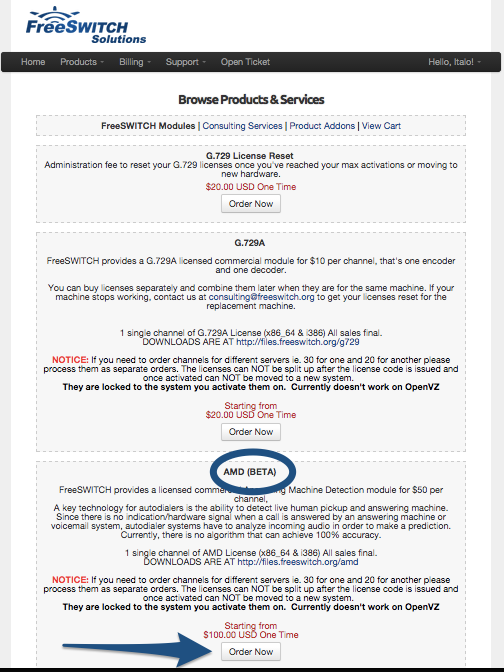 FreeSWITCH
Solutions
Home Products Billing Support Open Ticket Hello, Italo!
Browse Products & Services
FreeSWITCH Modules | Consulting Services | Product Addons | View Cart
G.729 License Reset
Administration fee to reset your G.729 licenses once you've reached your max activations or moving to
new hardware.
$20.00 USD One Time
Order Now
G.729A
FreeSWITCH provides a G.729A licensed commercial module for $10 per channel, that's one encoder
and one decoder.
You can buy licenses separately and combine them later when they are for the same machine. If your
machine stops working, contact us at consulting@freeswitch.org to get your licenses reset for the
replacement machine.
1 single channel of G.729A License (x86_64 & i386) All sales final.
DOWNLOADS ARE AT http://files.freeswitch.org/g729
NOTICE: If you need to order channels for different servers ie. 30 for one and 20 for another please
process them as separate orders. The licenses can NOT be split up after the license code is issued and
once activated can NOT be moved to a new system.
They are locked to the system you activate them on. Currently doesn't work on OpenVZ
Starting from
$20.00 USD One Time
Order Now
AMD (BETA)
FreeSWITCH provides a licensed Machine Detection module for $50 per
channel,
A key technology for autodialers is the ability to detect live human pickup and answering machine.
Since there is no indication/hardware signal when a call is answered by an answering machine or
voicemail system, autodialer systems have to analyze incoming audio in order to make a prediction.
Currently, there is no algorithm that can achieve 100% accuracy.
1 single channel of AMD License (x86_64 & i386) All sales final.
DOWNLOADS ARE AT http://files.freeswitch.org/amd
NOTICE: If you need to order channels for different servers ie. 30 for one and 20 for another please
process them as separate orders. The licenses can NOT be split up after the license code is issued and
once activated can NOT be moved to a new system.
They are locked to the system you activate them on. Currently doesn't work on OpenVZ
Starting from
$100.00 USD One Time
Order Now